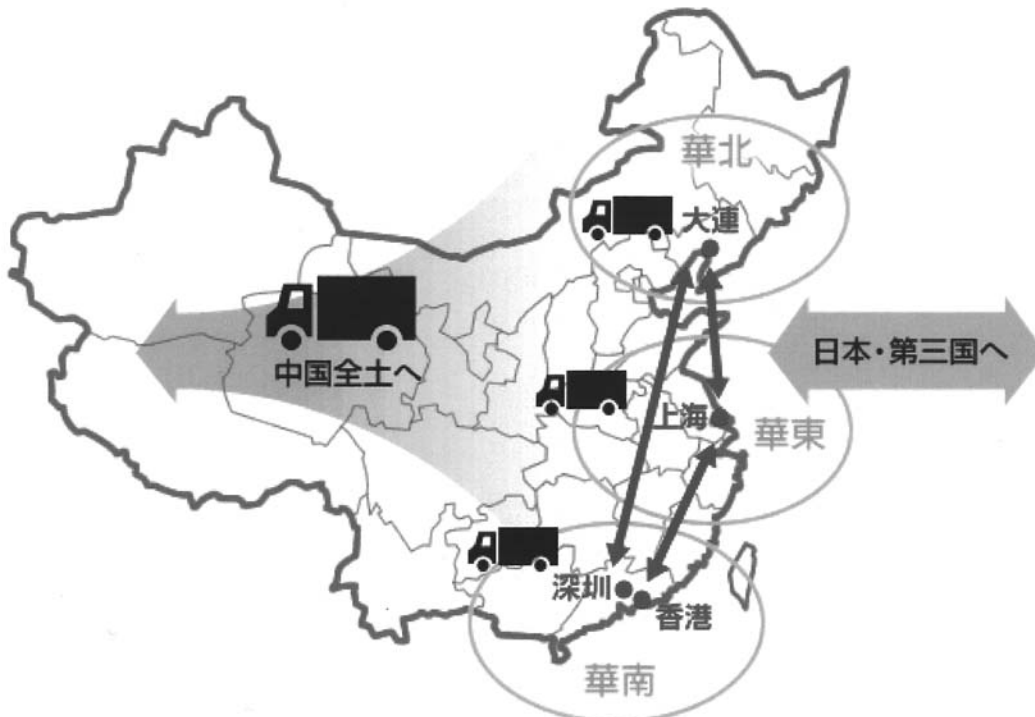 華北
大連
日本・第三国へ
中国全土へ
上海
華東
深圳
香港
華南